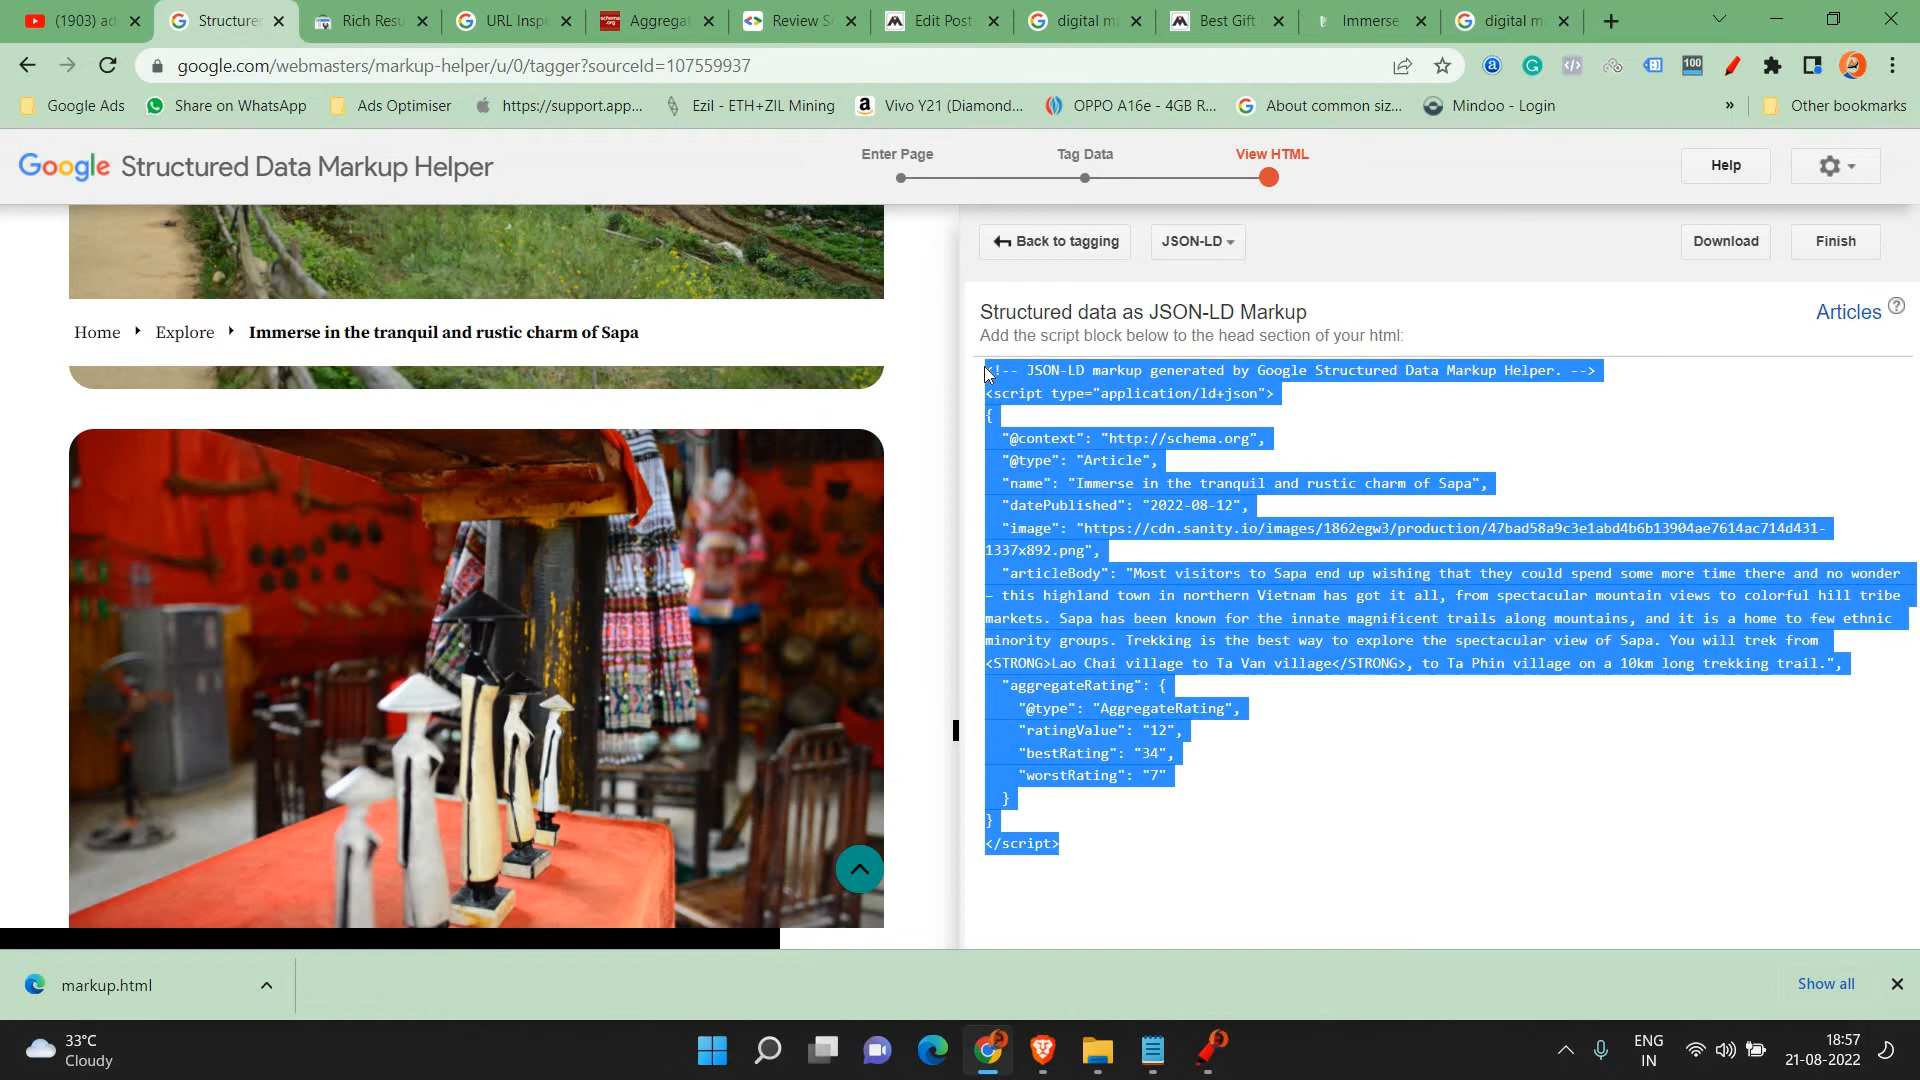 (1903) ad
Structure
Rich Resu
URL Insp
Aggrega
Review S
Edit Post
digital m
Best Gift
Immerse
digital m
google.com/webmasters/markup-helper/u/0/tagger?sourceId=107559937
100
Google Ads
Share on WhatsApp
Ads Optimiser
https://support.app...
Ezil - ETH+ZIL Mining
Vivo Y21 (Diamond...
OPPO A16e - 4GB R...
About common siz...
Mindoo - Login
»
Other bookmarks
Google Structured Data Markup Helper
Enter Page
Tag Data
View HTML
Help
Back to tagging
JSON-LD
Download
Finish
Home
Explore
Immerse in the tranquil and rustic charm of Sapa
Structured data as JSON-LD Markup
Articles ?
Add the script block below to the head section of your html:
<!-- JSON-LD markup generated by Google Structured Data Markup Helper. -->
<script type="application/ld+json">
{
"@context": "http://schema.org",
"@type": "Article",
"name": "Immerse in the tranquil and rustic charm of Sapa",
"datePublished": "2022-08-12",
"image": "https://cdn.sanity.io/images/1862egw3/production/47bad58a9c3e1abd4b6b13904ae7614ac714d431-
1337x892.png",
"articleBody": "Most visitors to Sapa end up wishing that they could spend some more time there and no wonder
– this highland town in northern Vietnam has got it all, from spectacular mountain views to colorful hill tribe
markets. Sapa has been known for the innate magnificent trails along mountains, and it is a home to few ethnic
minority groups. Trekking is the best way to explore the spectacular view of Sapa. You will trek from
<STRONG>Lao Chai village to Ta Van village</STRONG>, to Ta Phin village on a 10km long trekking trail.",
"aggregateRating": {
"@type": "AggregateRating",
"ratingValue": "12",
"bestRating": "34",
"worstRating": "7"
}
}
</script>
markup.html
Show all
33°C
Cloudy
ENG
IN
18:57
21-08-2022